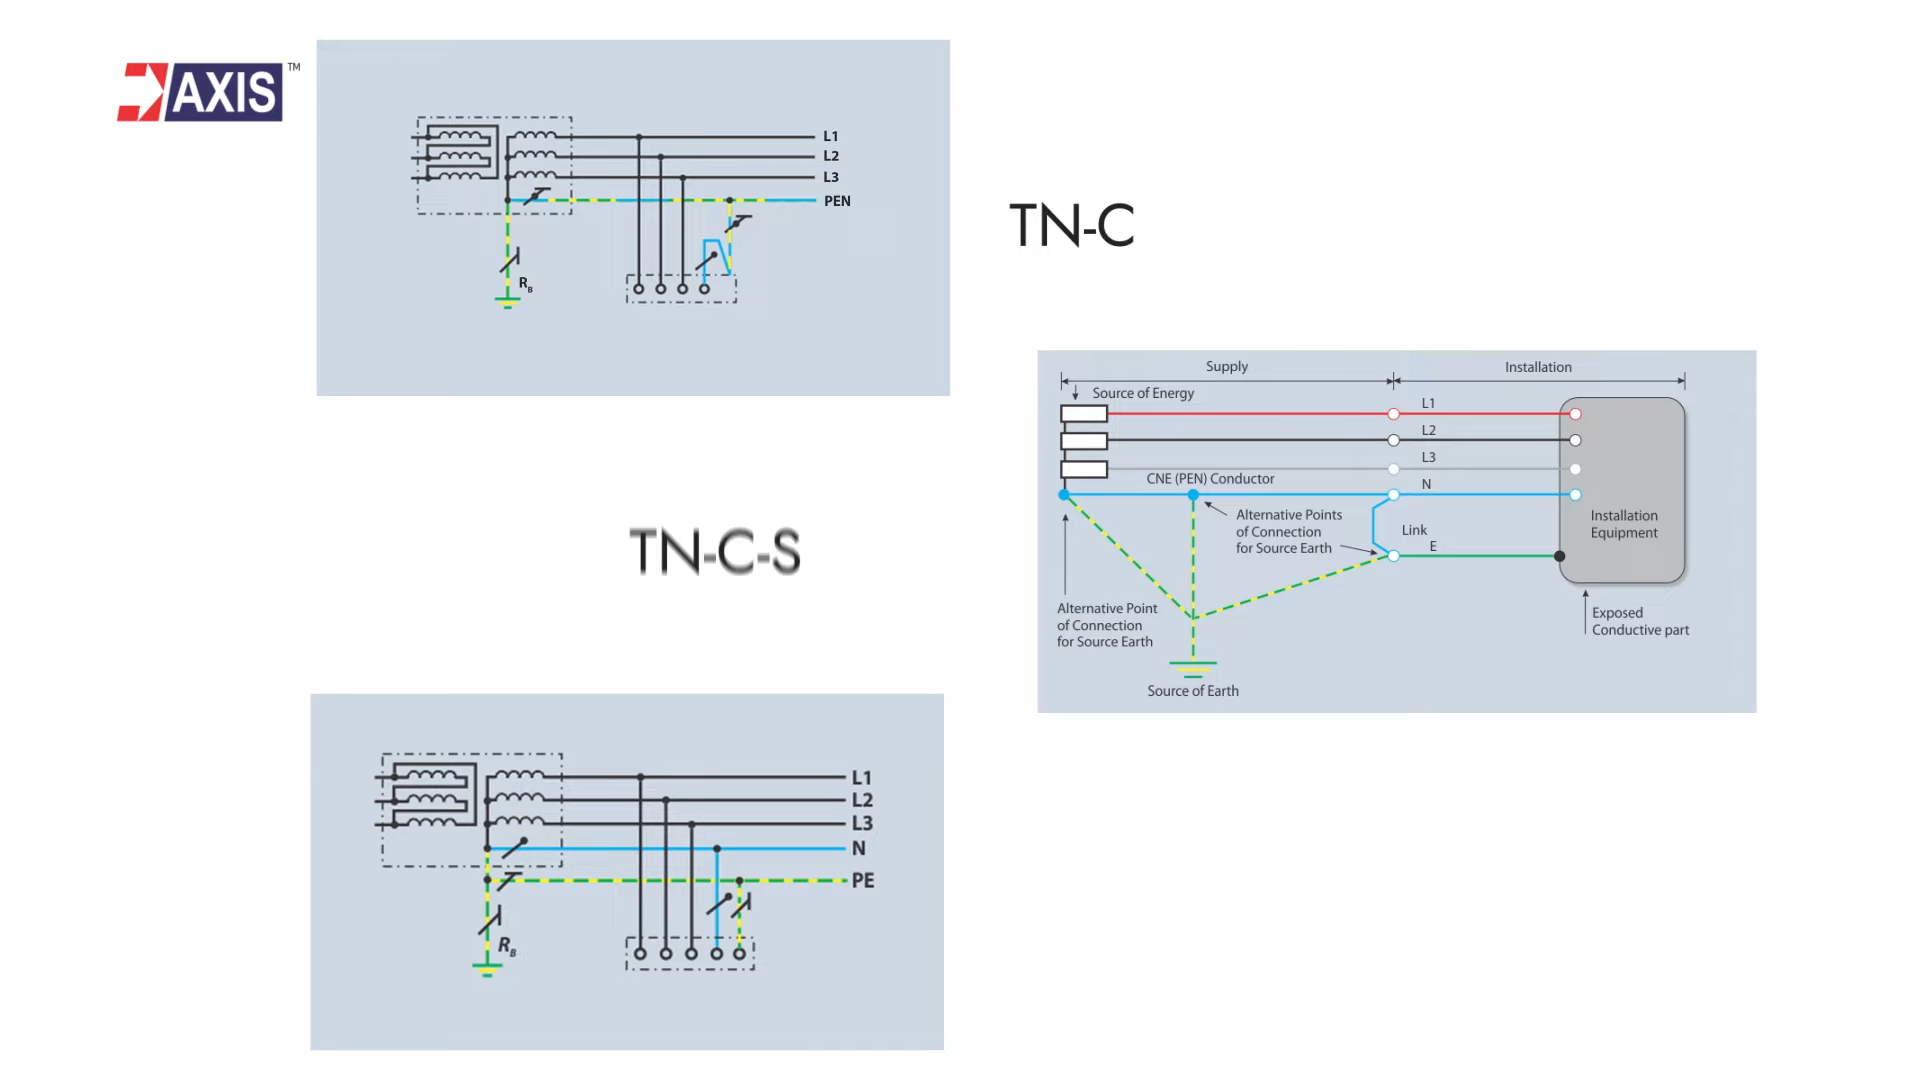 AXIS™
L1
L2
L3
PEN
RB
TN-C
Supply
Installation
Source of Energy
L1
L2
L3
CNE (PEN) Conductor
N
Alternative Points
of Connection
for Source Earth
Link
E
Installation
Equipment
Alternative Point
of Connection
for Source Earth
Exposed
Conductive part
Source of Earth
TN-C-S
L1
L2
L3
N
PE
RB